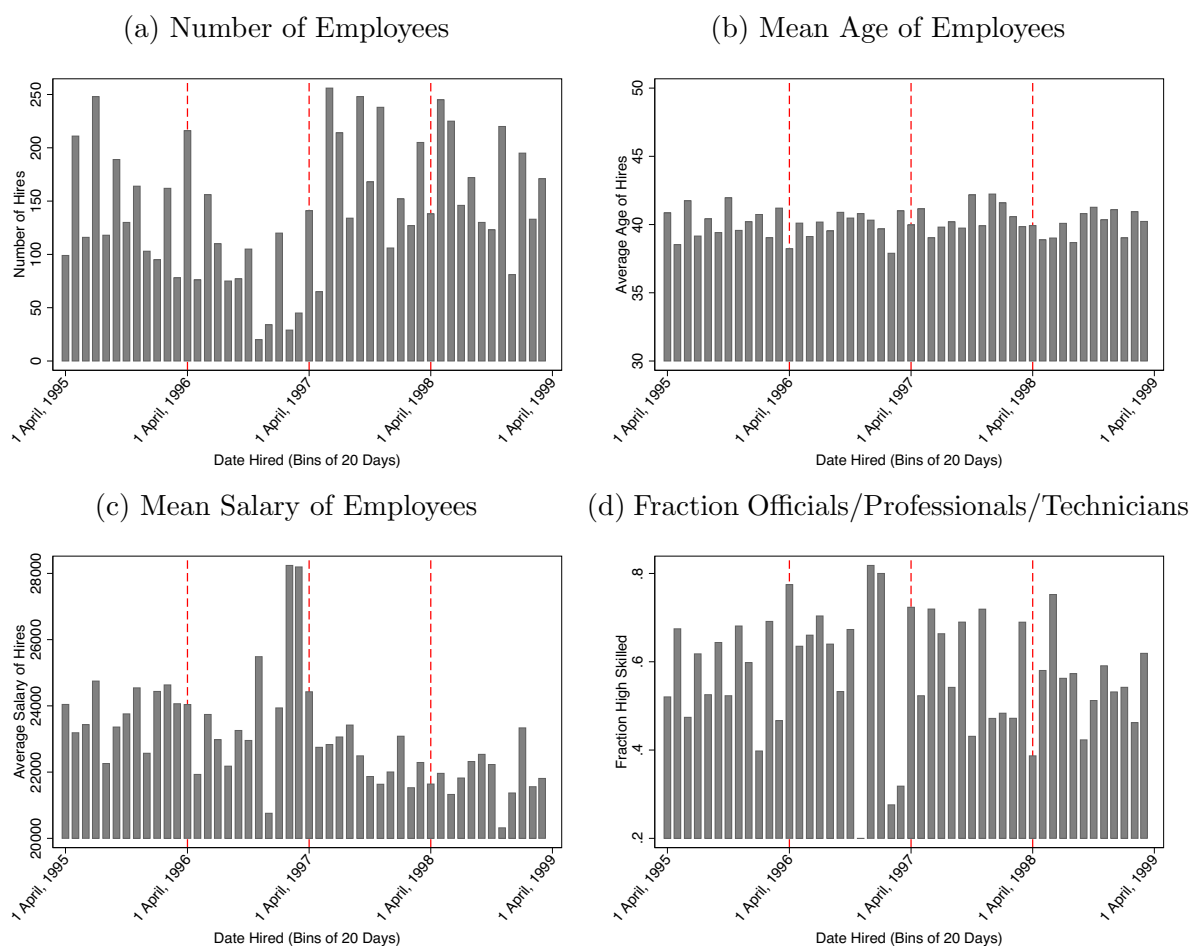 (a) Number of Employees
Number of Hires
250
200
150
100
50
0
1 April, 1995
1 April, 1996
1 April, 1997
1 April, 1998
1 April, 1999
Date Hired (Bins of 20 Days)
(b) Mean Age of Employees
Average Age of Hires
50
45
40
35
30
1 April, 1995
1 April, 1996
1 April, 1997
1 April, 1998
1 April, 1999
Date Hired (Bins of 20 Days)
(c) Mean Salary of Employees
Average Salary of Hires
28000
26000
24000
22000
20000
1 April, 1995
1 April, 1996
1 April, 1997
1 April, 1998
1 April, 1999
Date Hired (Bins of 20 Days)
(d) Fraction Officials/Professionals/Technicians
Fraction High Skilled
.8
.6
.4
.2
1 April, 1995
1 April, 1996
1 April, 1997
1 April, 1998
1 April, 1999
Date Hired (Bins of 20 Days)